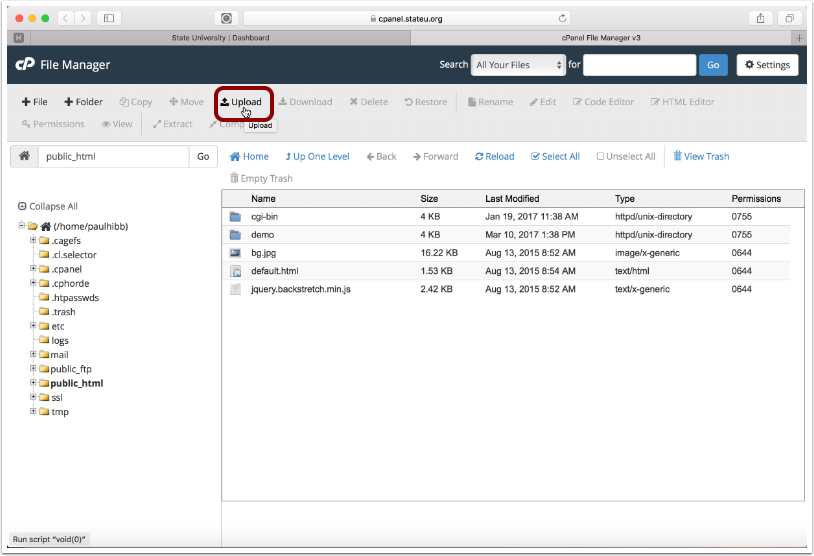 cpanel.stateu.org
H State University | Dashboard cPanel File Manager v3 +
cP File Manager Search All Your Files for Go Settings
+ File + Folder Copy Move Upload Download Delete Restore Rename Edit Code Editor HTML Editor
Permissions View Extract Comp Upload
public_html Go Home Up One Level Back Forward Reload Select All Unselect All View Trash
Empty Trash
Collapse All
Name Size Last Modified Type Permissions
cgi-bin 4 KB Jan 19, 2017 11:38 AM httpd/unix-directory 0755
demo 4 KB Mar 10, 2017 1:38 PM httpd/unix-directory 0755
bg.jpg 16.22 KB Aug 13, 2015 8:52 AM image/x-generic 0644
default.html 1.53 KB Aug 13, 2015 8:54 AM text/html 0644
jquery.backstretch.min.js 2.42 KB Aug 13, 2015 8:52 AM text/x-generic 0644
(/home/paulhibb)
.cagefs
.cl.selector
.cpanel
.cphorde
.htpasswds
.trash
etc
logs
mail
public_ftp
public_html
ssl
tmp
Run script "void(0)"